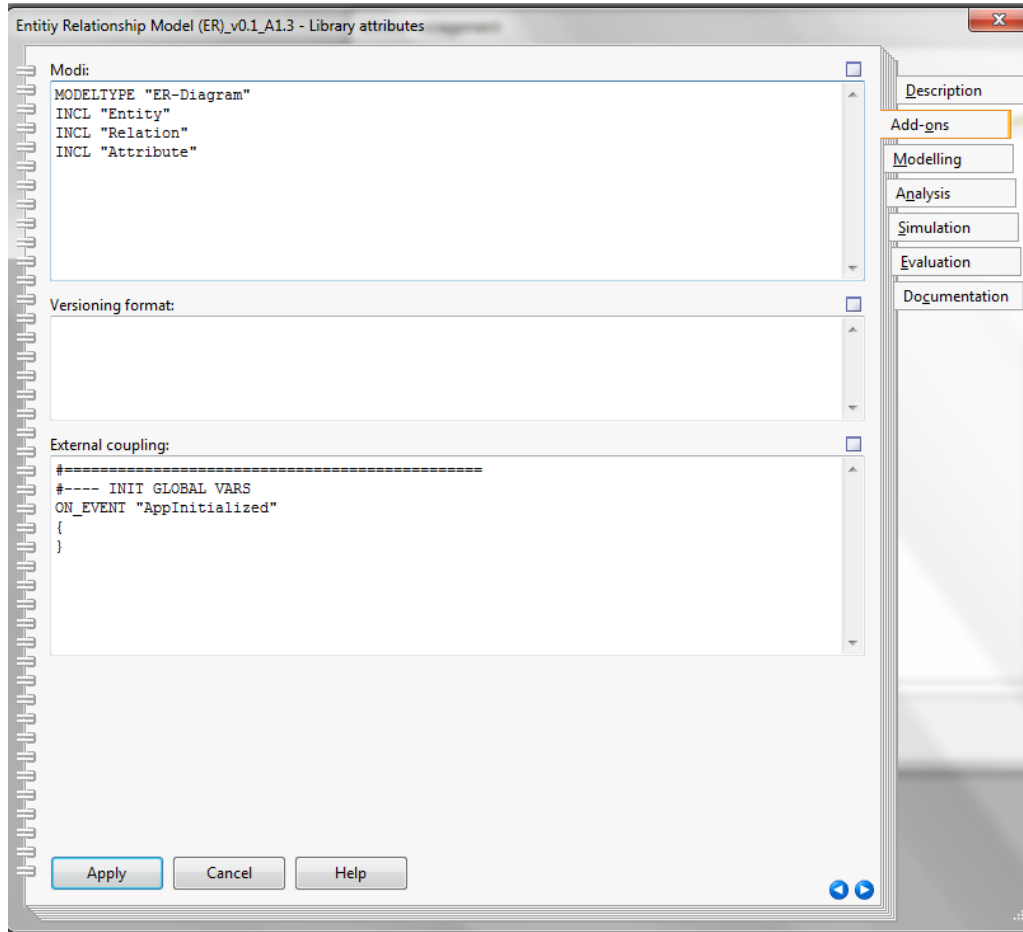 Entitiy Relationship Model (ER)_v0.1_A1.3 - Library attributes
Modi:
MODELTYPE "ER-Diagram"
INCL "Entity"
INCL "Relation"
INCL "Attribute"
Versioning format:
External coupling:
#===============================================
#---- INIT GLOBAL VARS
ON_EVENT "AppInitialized"
{
}
Apply
Cancel
Help
Description
Add-ons
Modelling
Analysis
Simulation
Evaluation
Documentation